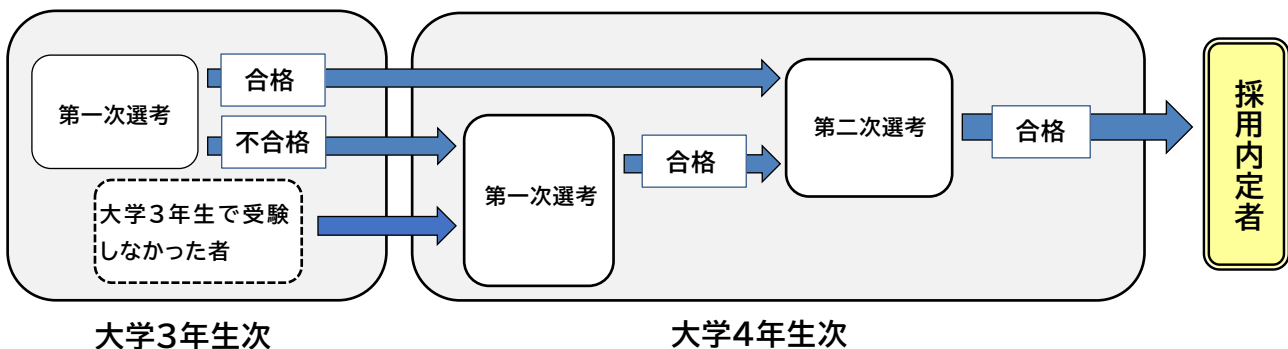 第一次選考
合格
不合格
大学３年生で受験
しなかった者
第一次選考
合格
第二次選考
合格
採用内定者
大学3年生次
大学4年生次